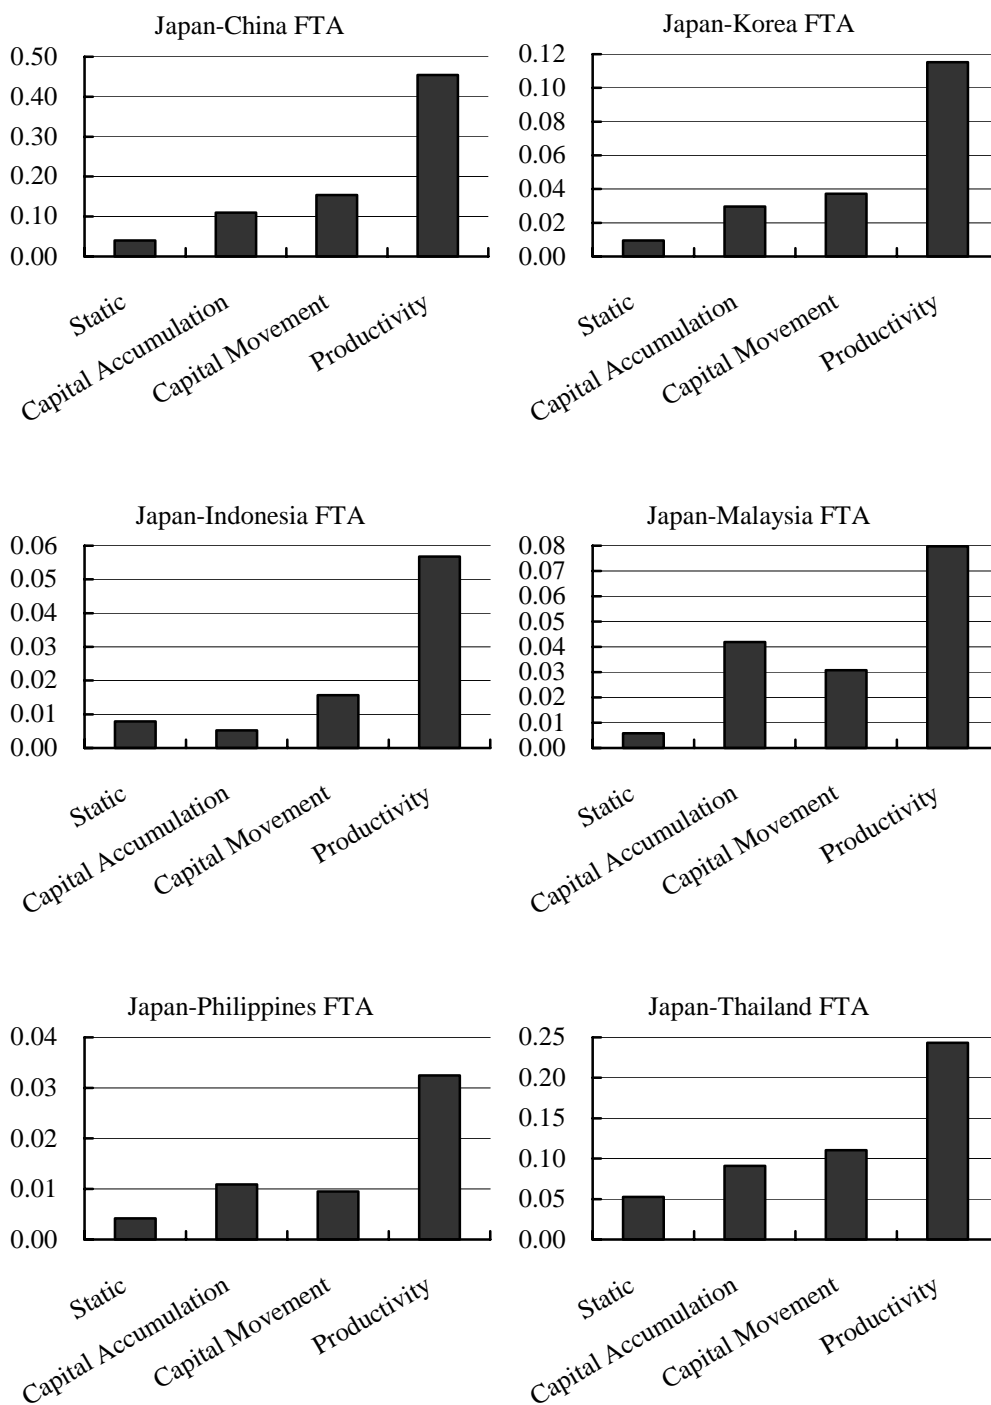 Japan-China FTA
0.50
0.40
0.30
0.20
0.10
0.00
Static
Capital Accumulation
Capital Movement
Productivity
Japan-Korea FTA
0.12
0.10
0.08
0.06
0.04
0.02
0.00
Static
Capital Accumulation
Capital Movement
Productivity
Japan-Indonesia FTA
0.06
0.05
0.04
0.03
0.02
0.01
0.00
Static
Capital Accumulation
Capital Movement
Productivity
Japan-Malaysia FTA
0.08
0.07
0.06
0.05
0.04
0.03
0.02
0.01
0.00
Static
Capital Accumulation
Capital Movement
Productivity
Japan-Philippines FTA
0.04
0.03
0.02
0.01
0.00
Static
Capital Accumulation
Capital Movement
Productivity
Japan-Thailand FTA
0.25
0.20
0.15
0.10
0.05
0.00
Static
Capital Accumulation
Capital Movement
Productivity